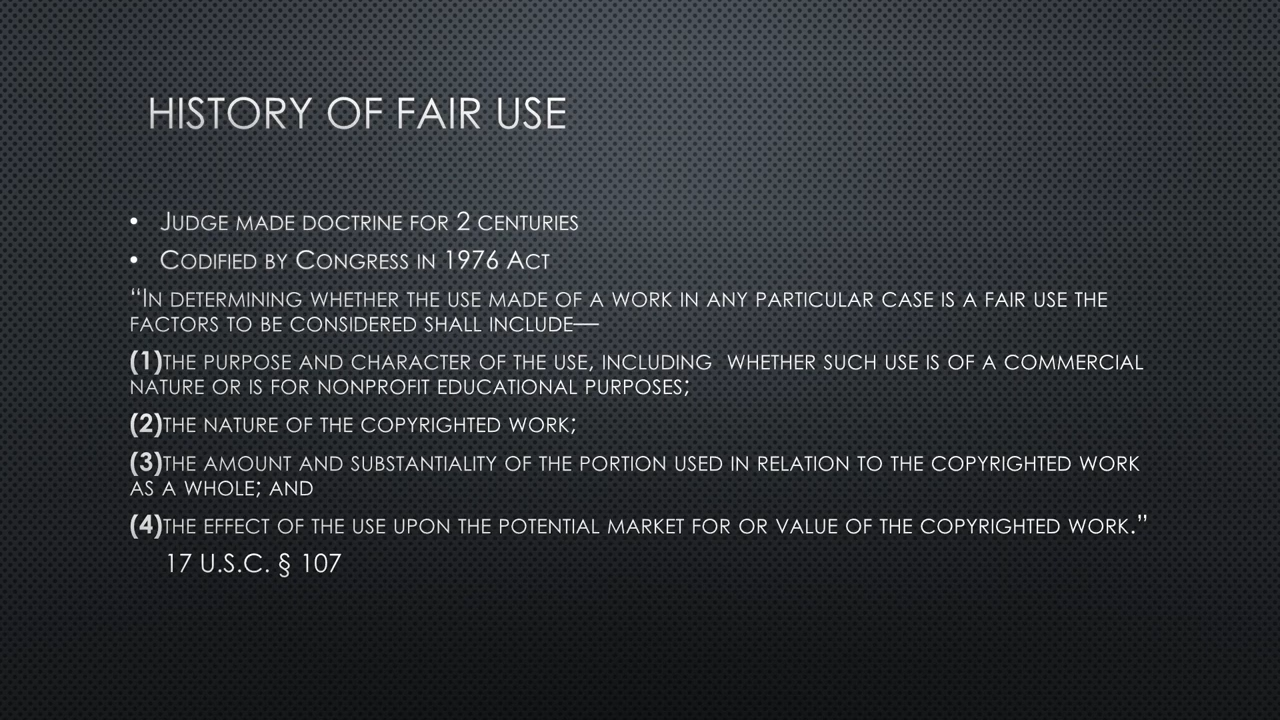 HISTORY OF FAIR USE
• JUDGE MADE DOCTRINE FOR 2 CENTURIES
• CODIFIED BY CONGRESS IN 1976 ACT
“IN DETERMINING WHETHER THE USE MADE OF A WORK IN ANY PARTICULAR CASE IS A FAIR USE THE
FACTORS TO BE CONSIDERED SHALL INCLUDE—
(1)THE PURPOSE AND CHARACTER OF THE USE, INCLUDING  WHETHER SUCH USE IS OF A COMMERCIAL
NATURE OR IS FOR NONPROFIT EDUCATIONAL PURPOSES;
(2)THE NATURE OF THE COPYRIGHTED WORK;
(3)THE AMOUNT AND SUBSTANTIALITY OF THE PORTION USED IN RELATION TO THE COPYRIGHTED WORK
AS A WHOLE; AND
(4)THE EFFECT OF THE USE UPON THE POTENTIAL MARKET FOR OR VALUE OF THE COPYRIGHTED WORK.”
17 U.S.C. § 107